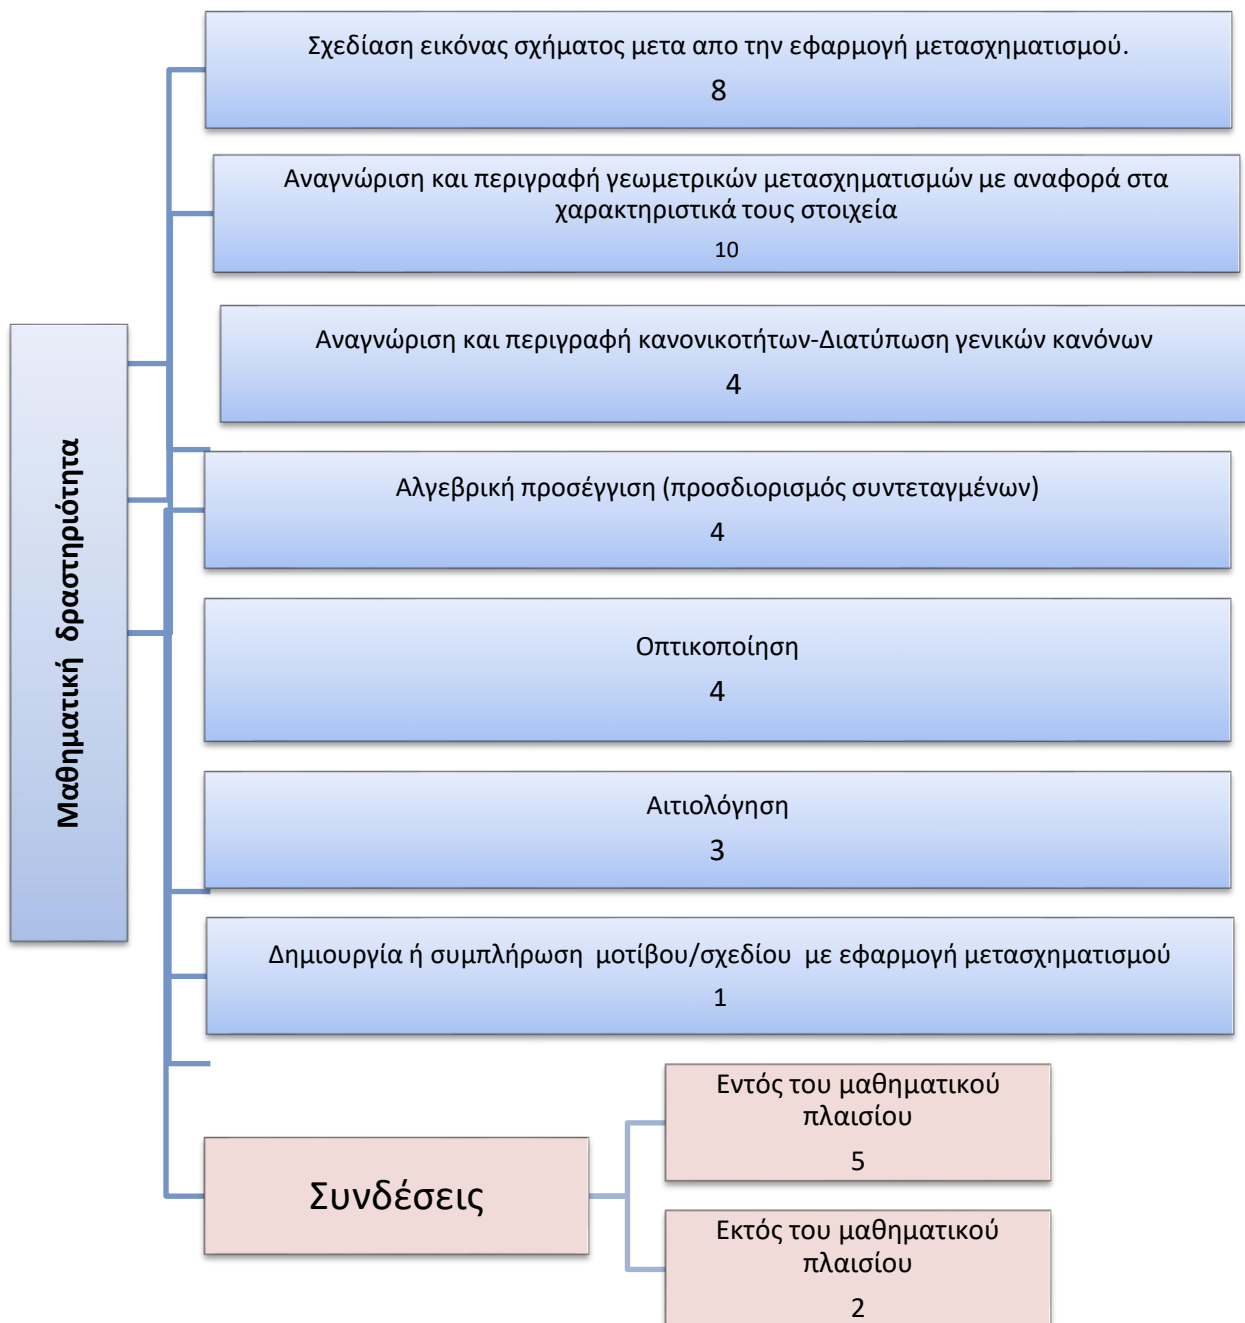 Σχεδίαση εικόνας σχήματος μετα απο την εφαρμογή μετασχηματισμού.
8
Αναγνώριση και περιγραφή γεωμετρικών μετασχηματισμών με αναφορά στα
χαρακτηριστικά τους στοιχεία
10
Αναγνώριση και περιγραφή κανονικοτήτων-Διατύπωση γενικών κανόνων
4
Μαθηματική δραστηριότητα
Αλγεβρική προσέγγιση (προσδιορισμός συντεταγμένων)
4
Οπτικοποίηση
4
Αιτιολόγηση
3
Δημιουργία ή συμπλήρωση μοτίβου/σχεδίου με εφαρμογή μετασχηματισμού
1
Συνδέσεις
Εντός του μαθηματικού
πλαισίου
5
Εκτός του μαθηματικού
πλαισίου
2